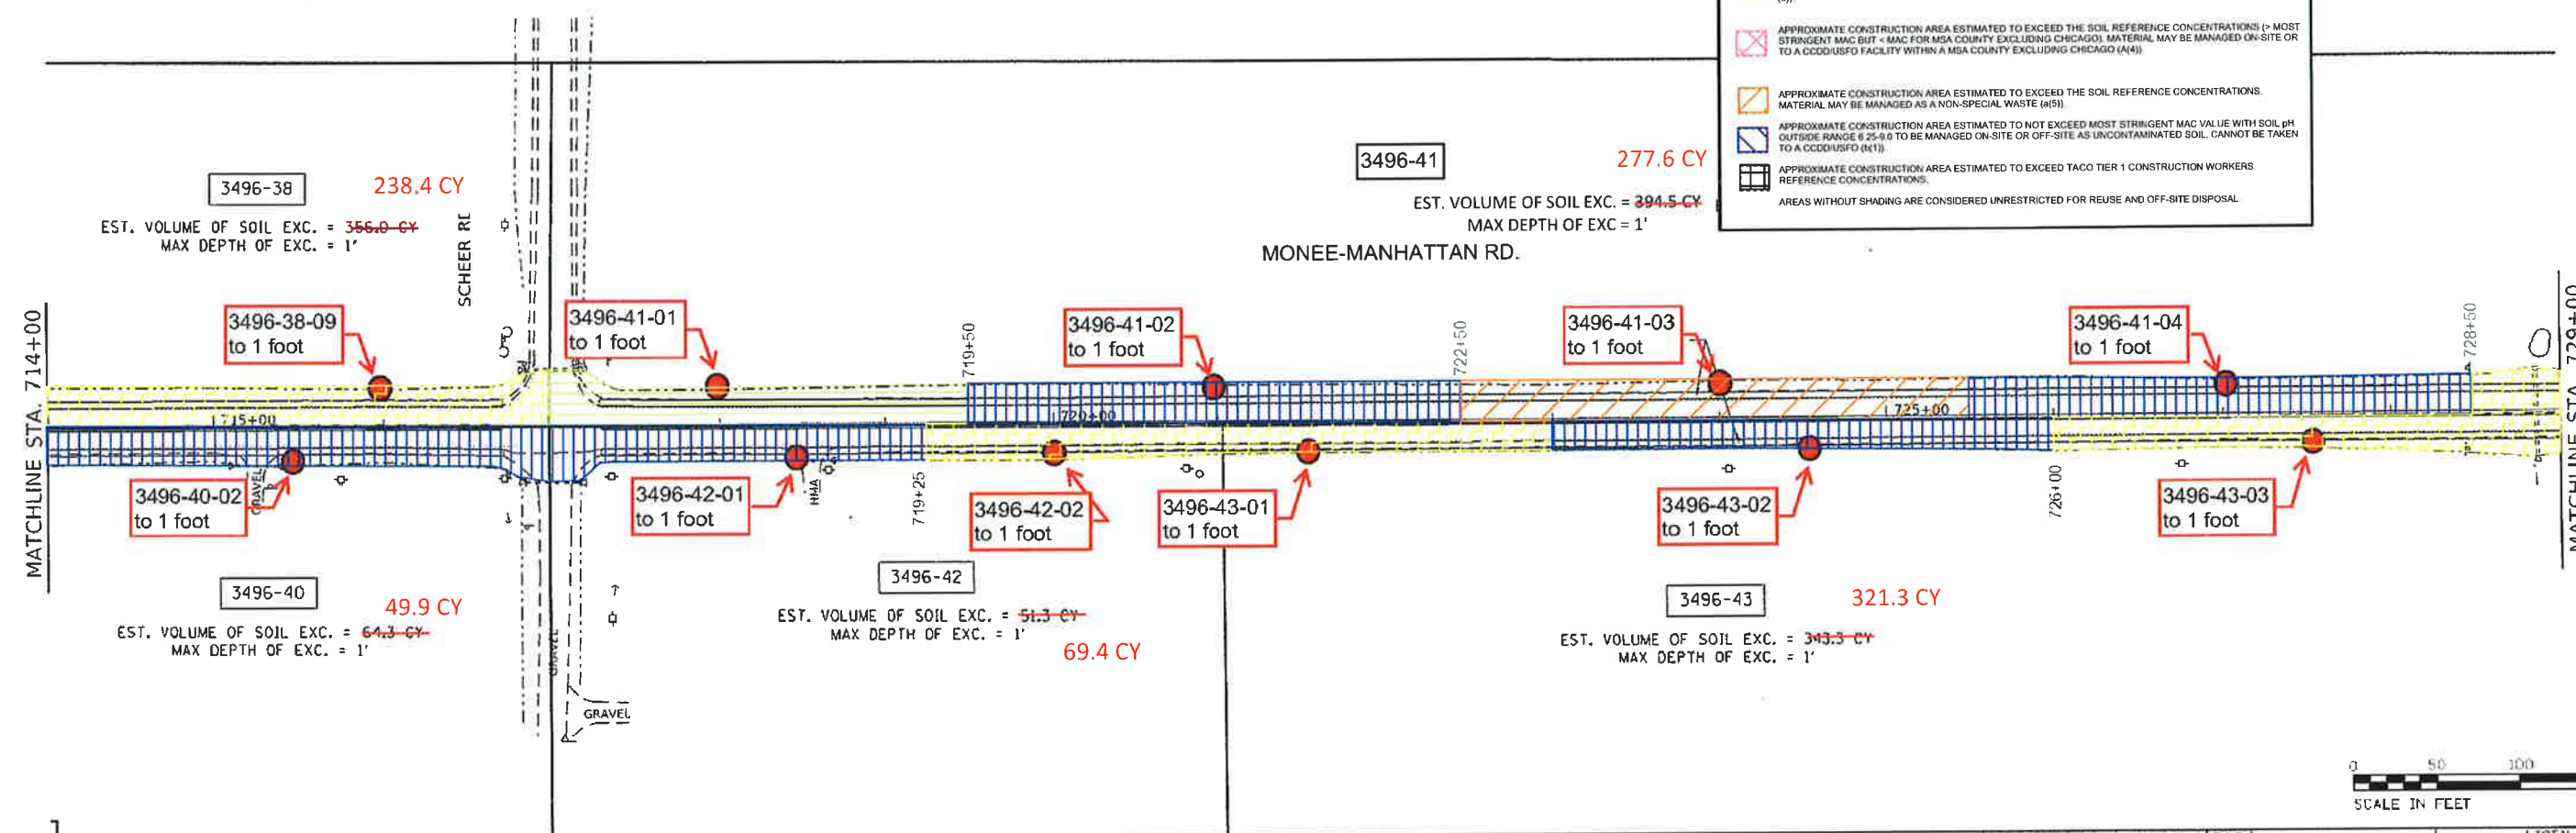 APPROXIMATE CONSTRUCTION AREA ESTIMATED TO EXCEED THE SOIL REFERENCE CONCENTRATIONS (> MOST
STRINGENT MAC BUT < MAC FOR MSA COUNTY EXCLUDING CHICAGO). MATERIAL MAY BE MANAGED ON-SITE OR
TO A CCDD/USFO FACILITY WITHIN A MSA COUNTY EXCLUDING CHICAGO (A(4))
APPROXIMATE CONSTRUCTION AREA ESTIMATED TO EXCEED THE SOIL REFERENCE CONCENTRATIONS.
MATERIAL MAY BE MANAGED AS A NON-SPECIAL WASTE (a(5)).
APPROXIMATE CONSTRUCTION AREA ESTIMATED TO NOT EXCEED MOST STRINGENT MAC VALUE WITH SOIL pH
OUTSIDE RANGE 6.25-9.0 TO BE MANAGED ON-SITE OR OFF-SITE AS UNCONTAMINATED SOIL. CANNOT BE TAKEN
TO A CCDD/USFO (b(1)).
APPROXIMATE CONSTRUCTION AREA ESTIMATED TO EXCEED TACO TIER 1 CONSTRUCTION WORKERS
REFERENCE CONCENTRATIONS.
AREAS WITHOUT SHADING ARE CONSIDERED UNRESTRICTED FOR REUSE AND OFF-SITE DISPOSAL
3496-38
238.4 CY
EST. VOLUME OF SOIL EXC. = 356.0 CY
MAX DEPTH OF EXC. = 1'
SCHEER RE
3496-41
277.6 CY
EST. VOLUME OF SOIL EXC. = 394.5 CY
MAX DEPTH OF EXC = 1'
MONEE-MANHATTAN RD.
MATCHLINE STA. 714+00
3496-38-09
to 1 foot
3496-41-01
to 1 foot
719+50
3496-41-02
to 1 foot
722+50
3496-41-03
to 1 foot
3496-41-04
to 1 foot
728+50
MATCHLINE STA. 729+00
715+00
720+00
725+00
3496-40-02
to 1 foot
GRAVEL
3496-42-01
to 1 foot
HMA
719+25
3496-42-02
to 1 foot
3496-43-01
to 1 foot
3496-43-02
to 1 foot
726+00
3496-43-03
to 1 foot
3496-40
49.9 CY
EST. VOLUME OF SOIL EXC. = 64.3 CY
MAX DEPTH OF EXC. = 1'
3496-42
EST. VOLUME OF SOIL EXC. = 51.3 CY
MAX DEPTH OF EXC. = 1'
69.4 CY
3496-43
321.3 CY
EST. VOLUME OF SOIL EXC. = 343.3 CY
MAX DEPTH OF EXC. = 1'
GRAVEL
GRAVEL
0 50 100
SCALE IN FEET